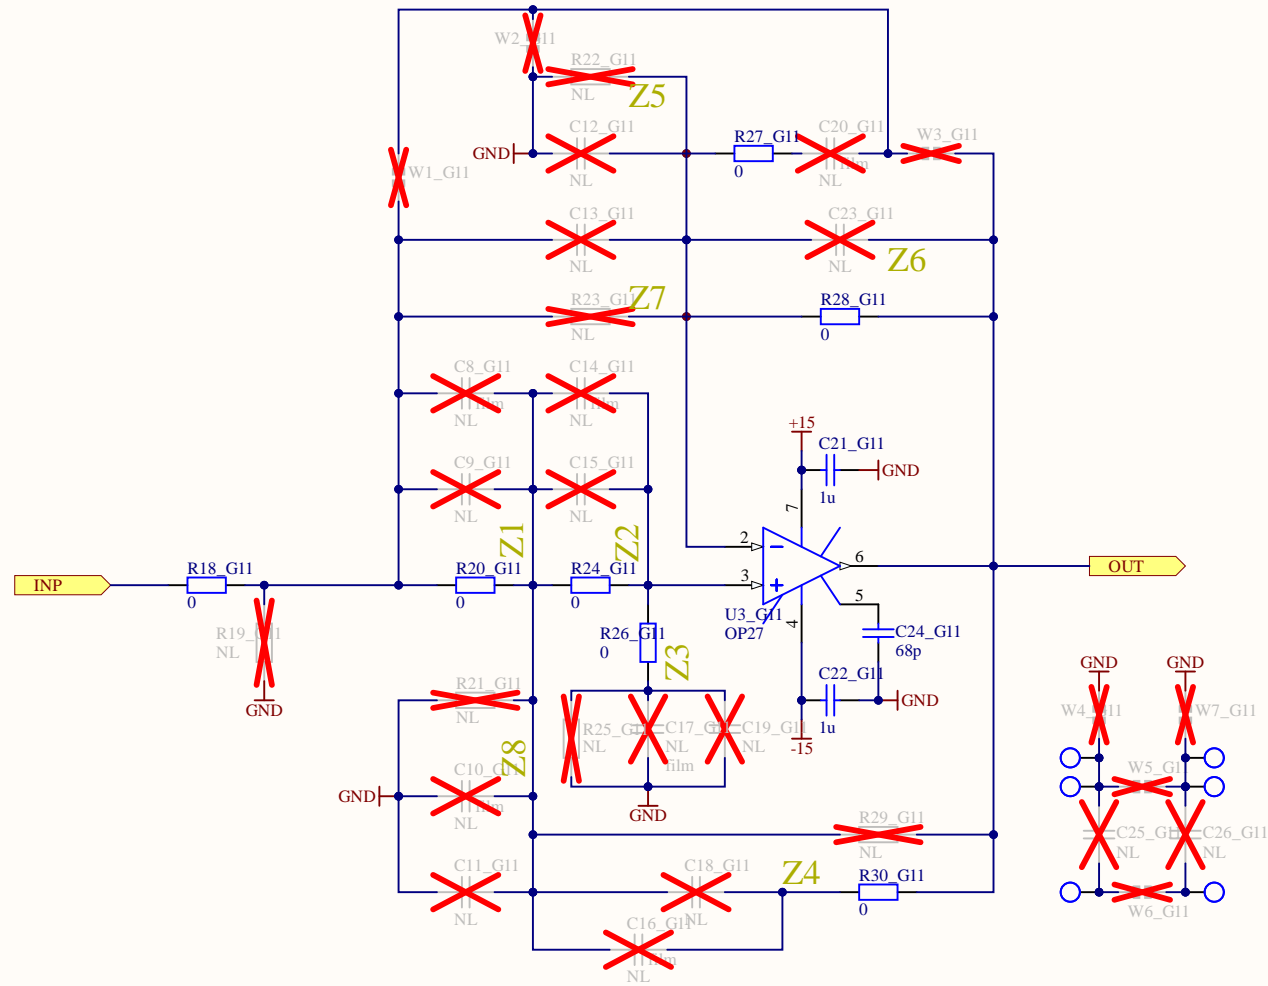 W2_G11
R22_G11
NL
Z5
C12_G11
GND
NL
R27_G11
0
C20_G11
film
NL
W3_G11
W1_G11
C13_G11
NL
C23_G11
NL
Z6
R23_G11
NL
Z7
R28_G11
0
C8_G11
film
NL
C14_G11
film
NL
C9_G11
NL
C15_G11
NL
+15
C21_G11
GND
1u
7
Z1
Z2
2
3
6
INP
R18_G11
0
R20_G11
0
R24_G11
0
OUT
U3_G11
OP27
4
5
C24_G11
68p
R19_G11
NL
GND
R26_G11
0
Z3
C22_G11
GND
1u
-15
R21_G11
NL
R25_G11
NL
C17_G11
NL
film
C19_G11
NL
Z8
GND
C10_G11
film
NL
GND
R29_G11
NL
C11_G11
NL
C18_G11
NL
Z4
R30_G11
0
C16_G11
film
NL
GND
GND
W4_G11
W7_G11
W5_G11
C25_G11
NL
C26_G11
NL
W6_G11